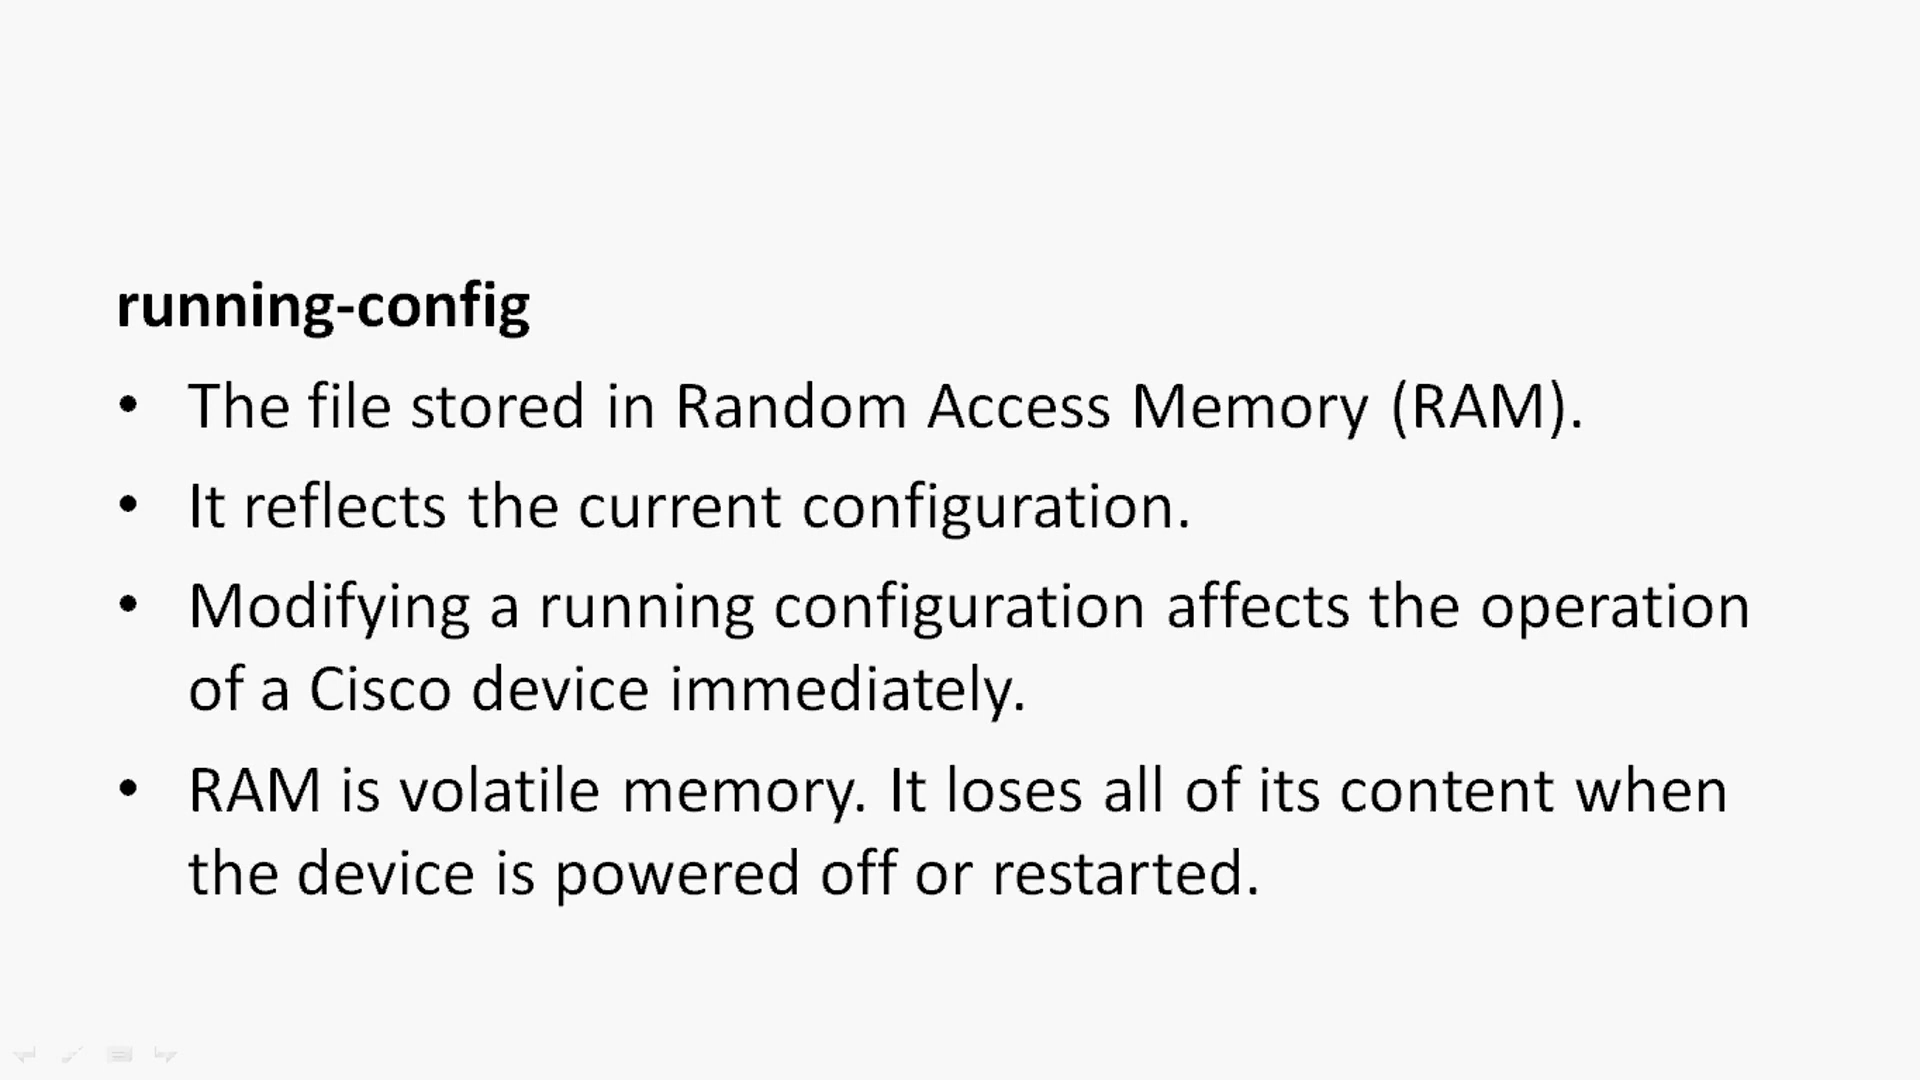 running-config
• The file stored in Random Access Memory (RAM).
• It reflects the current configuration.
• Modifying a running configuration affects the operation
of a Cisco device immediately.
• RAM is volatile memory. It loses all of its content when
the device is powered off or restarted.